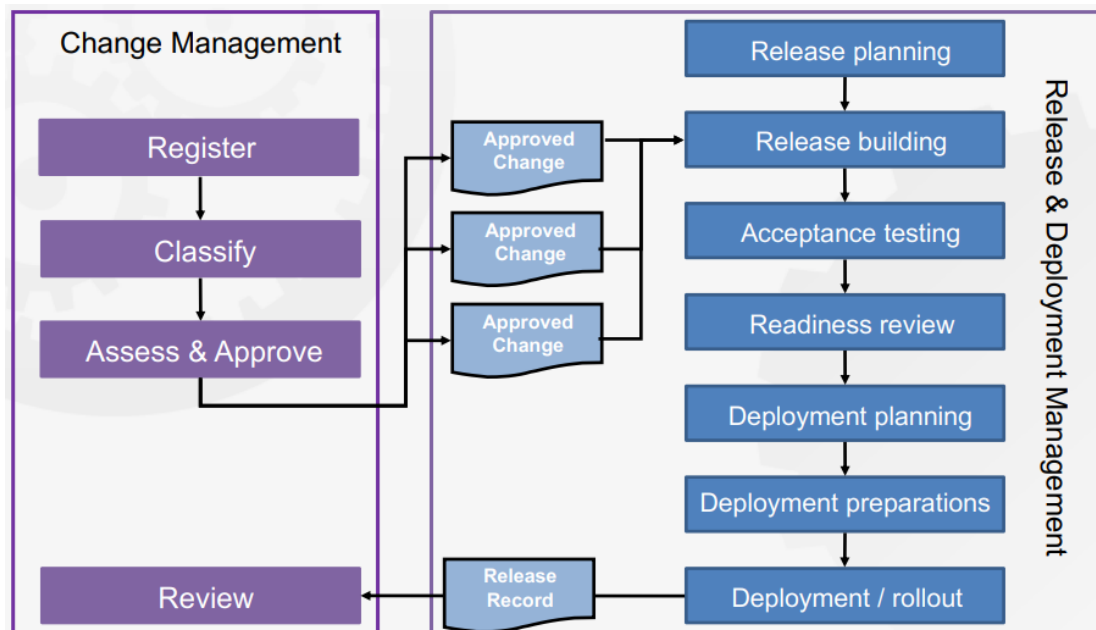 Change Management
Register
Classify
Assess & Approve
Review
Approved
Change
Approved
Change
Approved
Change
Release
Record
Release planning
Release building
Acceptance testing
Readiness review
Deployment planning
Deployment preparations
Deployment / rollout
Release & Deployment Management